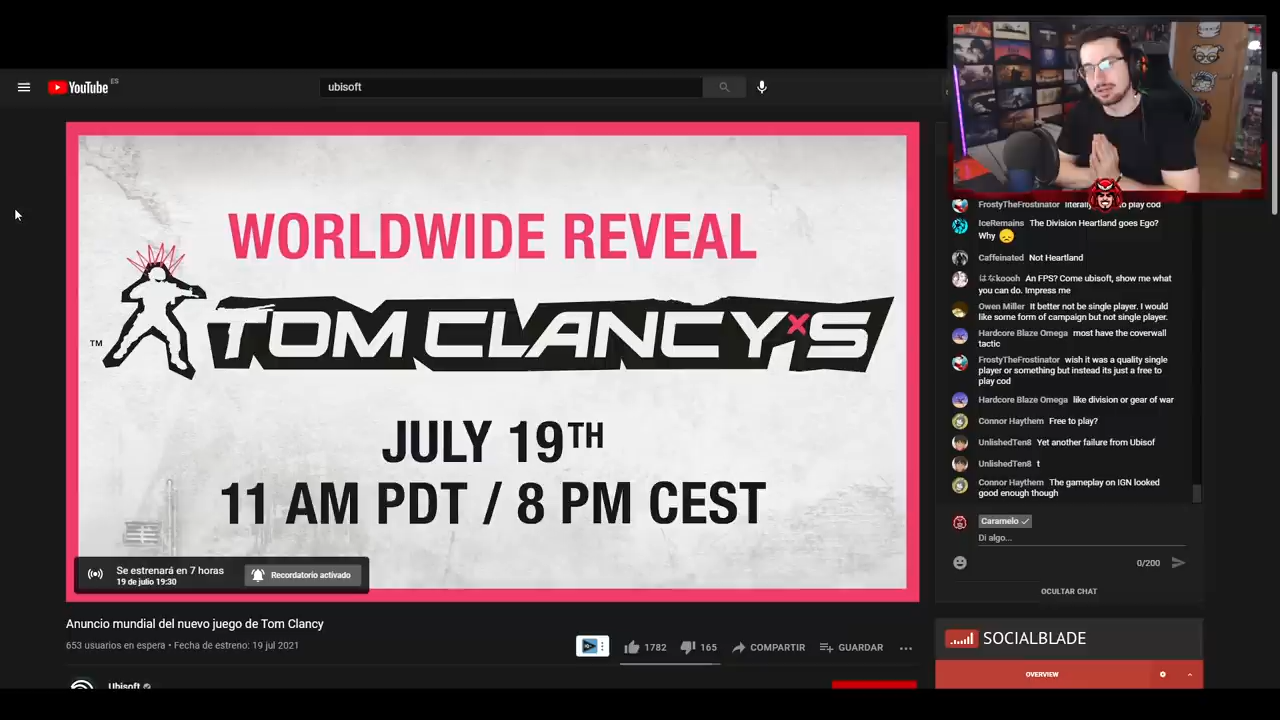 YouTube ES
ubisoft
WORLDWIDE REVEAL
TOM CLANCY'S
TM
JULY 19TH
11 AM PDT / 8 PM CEST
Se estrenará en 7 horas
19 de julio 19:30
Recordatorio activado
Anuncio mundial del nuevo juego de Tom Clancy
653 usuarios en espera • Fecha de estreno: 19 jul 2021
1782
165
COMPARTIR
GUARDAR
Ubisoft
FrostyTheFrostinator to play cod
IceRemains The Division Heartland goes Ego?
Why
Caffeinated Not Heartland
はなkoooh An FPS? Come ubisoft, show me what
you can do. Impress me
Owen Miller It better not be single player. I would
like some form of campaign but not single player.
Hardcore Blaze Omega most have the coverwall
tactic
FrostyTheFrostinator wish it was a quality single
player or something but instead its just a free to
play cod
Hardcore Blaze Omega like division or gear of war
Connor Haythem Free to play?
UnlishedTen8 Yet another failure from Ubisof
UnlishedTen8 t
Connor Haythem The gameplay on IGN looked
good enough though
Caramelo
Di algo...
0/200
OCULTAR CHAT
SOCIALBLADE
OVERVIEW